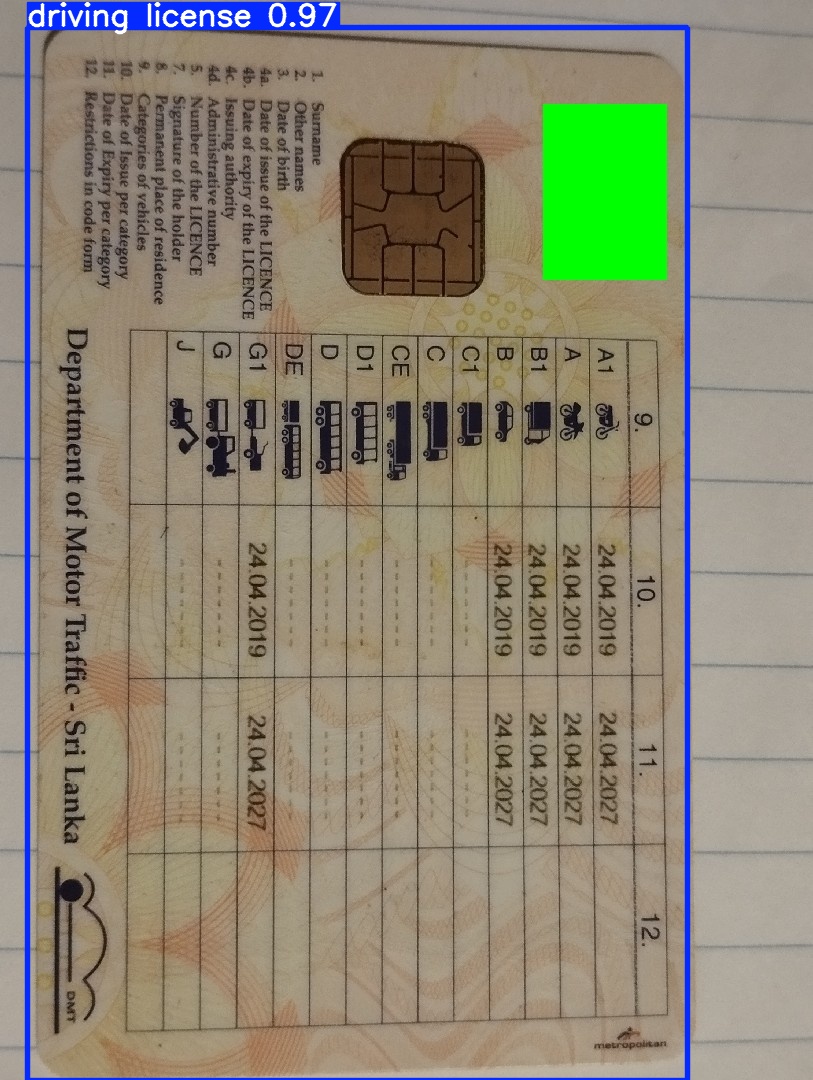 driving license 0.97
1. Surname
2. Other names
3. Date of birth
4a. Date of issue of the LICENCE
4b. Date of expiry of the LICENCE
4c. Issuing authority
4d. Administrative number
5. Number of the LICENCE
7. Signature of the holder
8. Permanent place of residence
9. Categories of vehicles
10. Date of Issue per category
11. Date of Expiry per category
12. Restrictions in code form
9. 10. 11. 12.
A1 24.04.2019 24.04.2027
A 24.04.2019 24.04.2027
B1 24.04.2019 24.04.2027
B 24.04.2019 24.04.2027
C1 ------- -------
C ------- -------
CE ------- -------
D1 ------- -------
D ------- -------
DE ------- -------
G1 24.04.2019 24.04.2027
G ------- -------
J ------- -------
Department of Motor Traffic - Sri Lanka
DMT
metropolitan